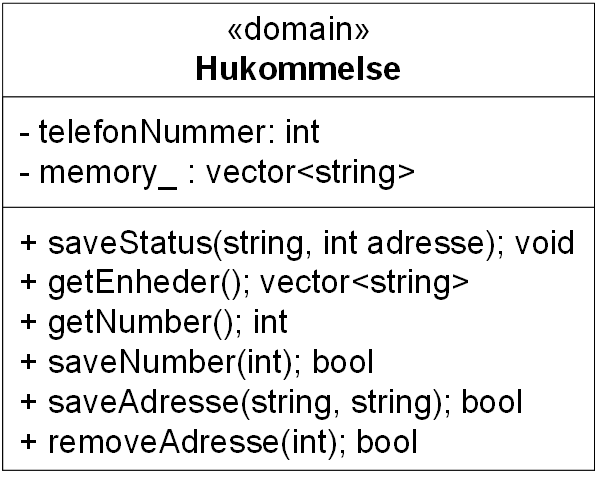 «domain»
Hukommelse
- telefonNummer: int
- memory_ : vector<string>
+ saveStatus(string, int adresse); void
+ getEnheder(); vector<string>
+ getNumber(); int
+ saveNumber(int); bool
+ saveAdresse(string, string); bool
+ removeAdresse(int); bool